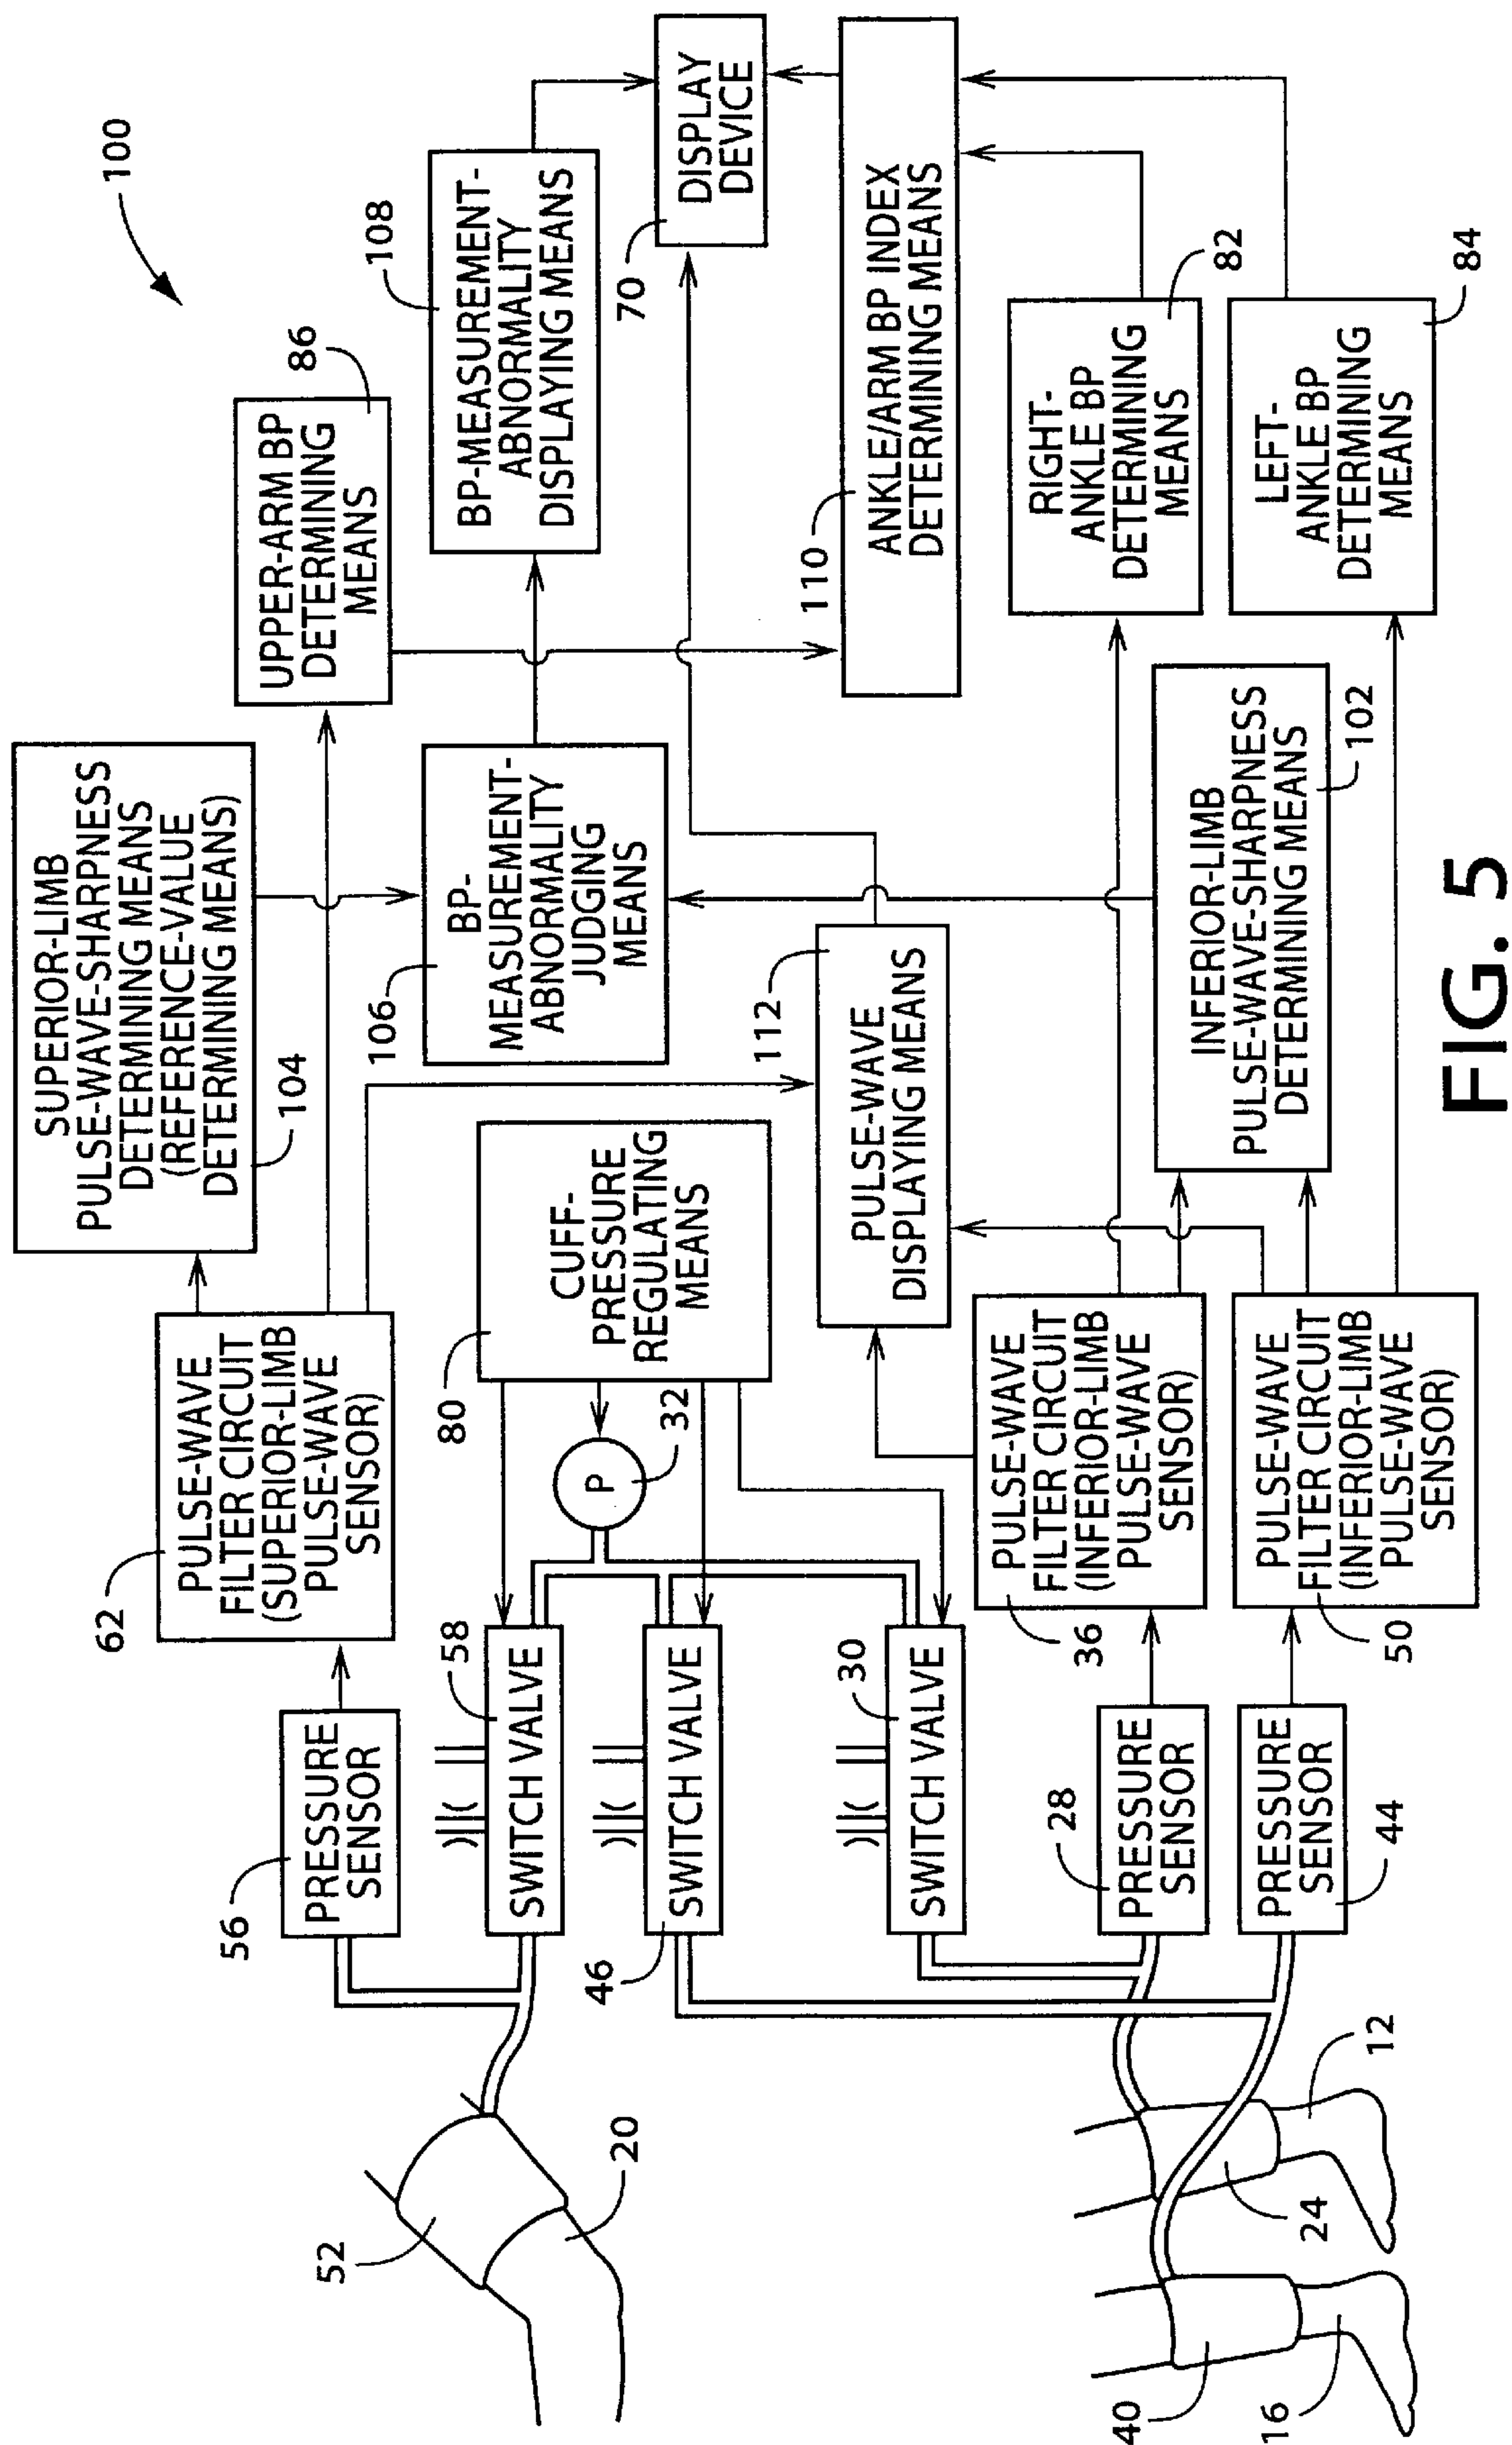 100
SUPERIOR-LIMB
PULSE-WAVE-SHARPNESS
DETERMINING MEANS
(REFERENCE-VALUE
DETERMINING MEANS)
104
UPPER-ARM BP
DETERMINING
MEANS
86
62
PULSE-WAVE
FILTER CIRCUIT
(SUPERIOR-LIMB
PULSE-WAVE
SENSOR)
56
PRESSURE
SENSOR
52
20
58
SWITCH VALVE
46
SWITCH VALVE
30
SWITCH VALVE
P
32
80
CUFF-
PRESSURE
REGULATING
MEANS
106
BP-
MEASUREMENT-
ABNORMALITY
JUDGING
MEANS
108
BP-MEASUREMENT-
ABNORMALITY
DISPLAYING MEANS
70
DISPLAY
DEVICE
112
PULSE-WAVE
DISPLAYING MEANS
110
ANKLE/ARM BP INDEX
DETERMINING MEANS
28
PRESSURE
SENSOR
36
PULSE-WAVE
FILTER CIRCUIT
(INFERIOR-LIMB
PULSE-WAVE
SENSOR)
RIGHT-
ANKLE BP
DETERMINING
MEANS
82
INFERIOR-LIMB
PULSE-WAVE-SHARPNESS
DETERMINING MEANS
102
44
PRESSURE
SENSOR
50
PULSE-WAVE
FILTER CIRCUIT
(INFERIOR-LIMB
PULSE-WAVE
SENSOR)
LEFT-
ANKLE BP
DETERMINING
MEANS
84
40
16
24
12
FIG. 5